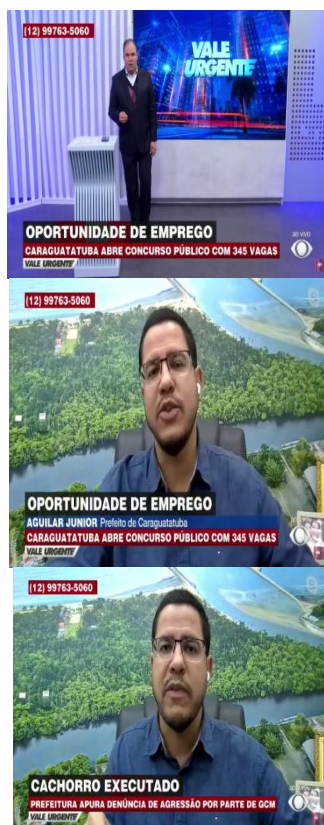 (12) 99763-5060
VALE
URGENTE
OPORTUNIDADE DE EMPREGO
AO VIVO
CARAGUATATUBA ABRE CONCURSO PÚBLICO COM 345 VAGAS
VALE URGENTE
(12) 99763-5060
OPORTUNIDADE DE EMPREGO
AGUILAR JUNIOR Prefeito de Caraguatatuba
CARAGUATATUBA ABRE CONCURSO PÚBLICO COM 345 VAGAS
VALE URGENTE
(12) 99763-5060
CACHORRO EXECUTADO
PREFEITURA APURA DENÚNCIA DE AGRESSÃO POR PARTE DE GCM
VALE URGENTE